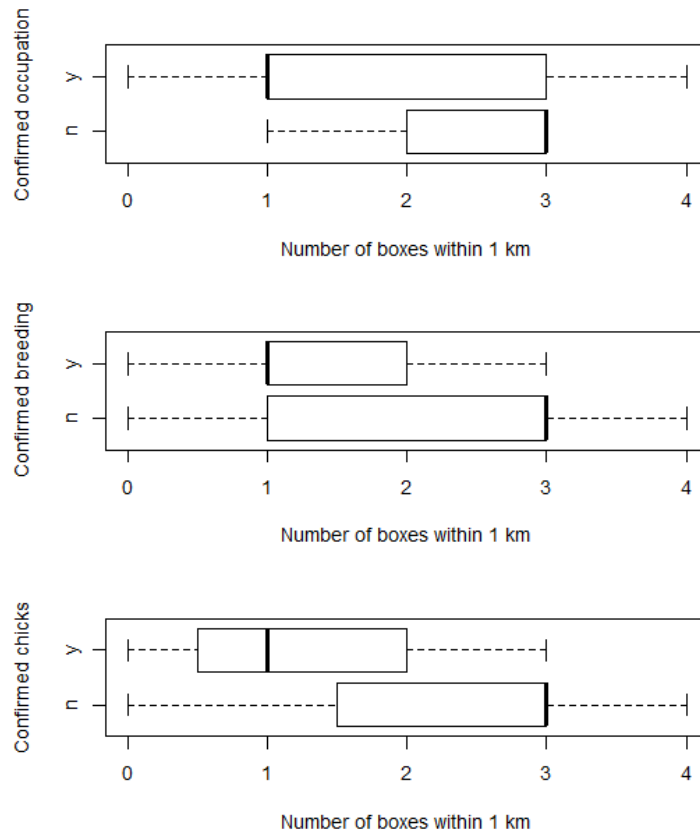 Confirmed occupation
y
n
0 1 2 3 4
Number of boxes within 1 km
Confirmed breeding
y
n
0 1 2 3 4
Number of boxes within 1 km
Confirmed chicks
y
n
0 1 2 3 4
Number of boxes within 1 km